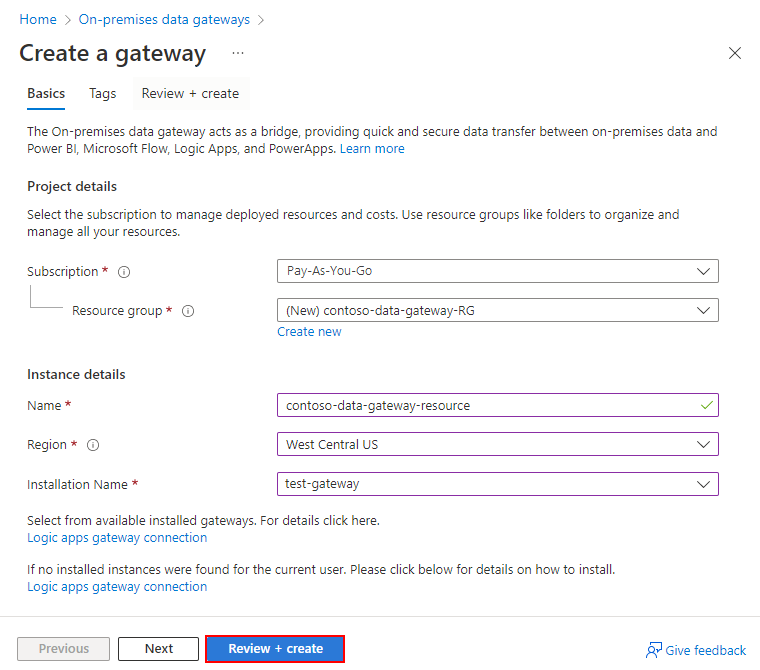 Home > On-premises data gateways >
Create a gateway ...
Basics Tags Review + create
The On-premises data gateway acts as a bridge, providing quick and secure data transfer between on-premises data and
Power BI, Microsoft Flow, Logic Apps, and PowerApps. Learn more
Project details
Select the subscription to manage deployed resources and costs. Use resource groups like folders to organize and
manage all your resources.
Subscription * Pay-As-You-Go
Resource group * (New) contoso-data-gateway-RG
Create new
Instance details
Name * contoso-data-gateway-resource
Region * West Central US
Installation Name * test-gateway
Select from available installed gateways. For details click here.
Logic apps gateway connection
If no installed instances were found for the current user. Please click below for details on how to install.
Logic apps gateway connection
Previous Next Review + create Give feedback